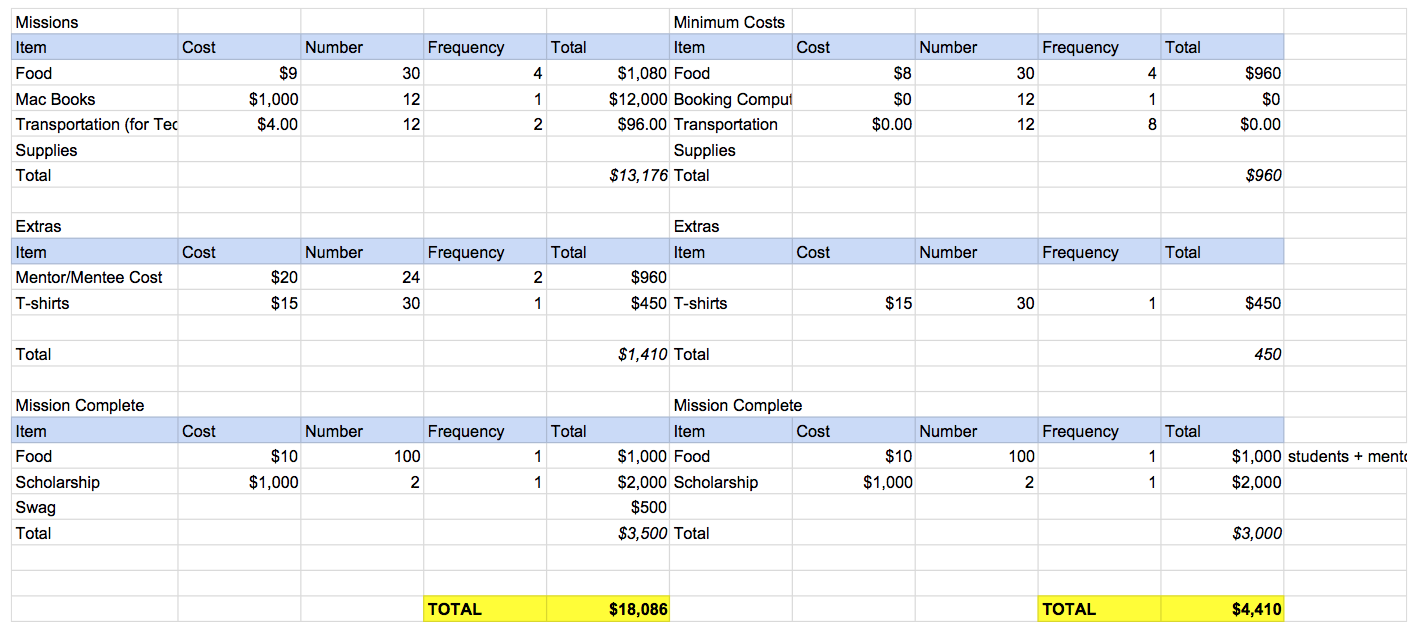 Missions Minimum Costs
Item Cost Number Frequency Total Item Cost Number Frequency Total
Food $9 30 4 $1,080 Food $8 30 4 $960
Mac Books $1,000 12 1 $12,000 Booking Comput $0 12 1 $0
Transportation (for Tec $4.00 12 2 $96.00 Transportation $0.00 12 8 $0.00
Supplies Supplies
Total $13,176 Total $960
Extras Extras
Item Cost Number Frequency Total Item Cost Number Frequency Total
Mentor/Mentee Cost $20 24 2 $960
T-shirts $15 30 1 $450 T-shirts $15 30 1 $450
Total $1,410 Total 450
Mission Complete Mission Complete
Item Cost Number Frequency Total Item Cost Number Frequency Total
Food $10 100 1 $1,000 Food $10 100 1 $1,000 students + mento
Scholarship $1,000 2 1 $2,000 Scholarship $1,000 2 1 $2,000
Swag $500
Total $3,500 Total $3,000
TOTAL $18,086 TOTAL $4,410